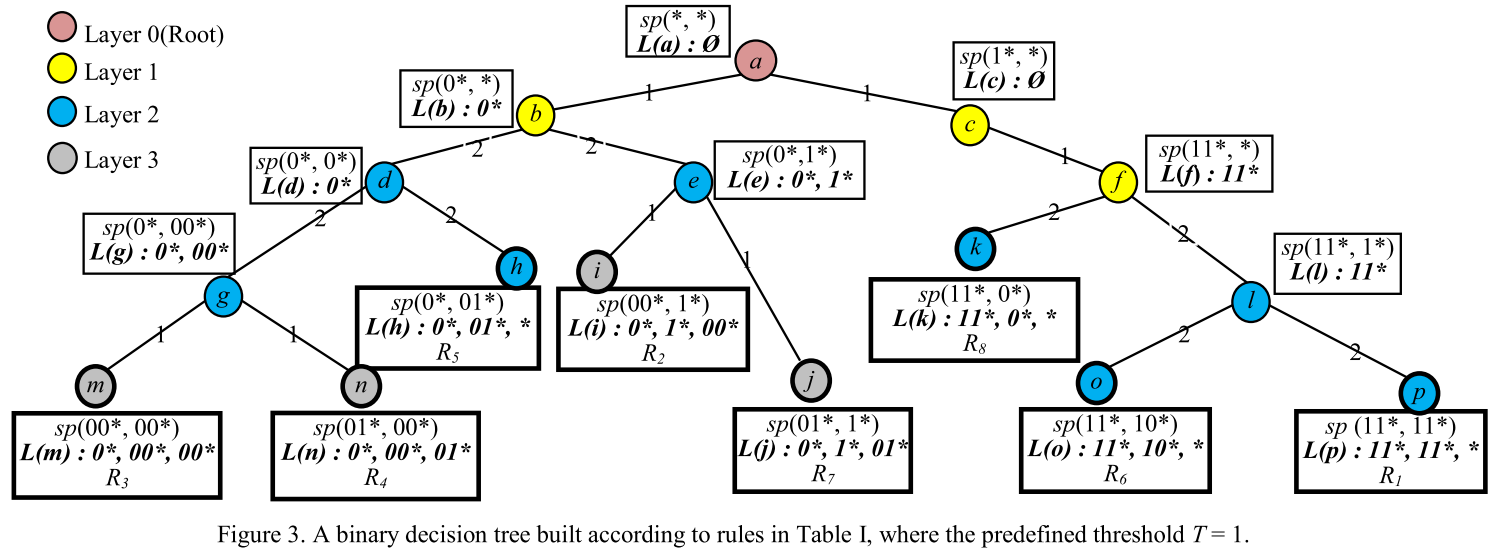 Layer 0(Root)
Layer 1
Layer 2
Layer 3
sp(*, *)
L(a) : Ø
a
1
1
sp(0*, *)
L(b) : 0*
b
sp(1*, *)
L(c) : Ø
c
2
2
1
sp(0*, 0*)
L(d) : 0*
d
sp(0*,1*)
L(e) : 0*, 1*
e
sp(11*, *)
L(f) : 11*
f
2
2
1
1
2
2
sp(0*, 00*)
L(g) : 0*, 00*
g
h
sp(0*, 01*)
L(h) : 0*, 01*, *
R5
i
sp(00*, 1*)
L(i) : 0*, 1*, 00*
R2
k
sp(11*, 0*)
L(k) : 11*, 0*, *
R8
sp(11*, 1*)
L(l) : 11*
l
1
1
2
2
m
sp(00*, 00*)
L(m) : 0*, 00*, 00*
R3
n
sp(01*, 00*)
L(n) : 0*, 00*, 01*
R4
j
sp(01*, 1*)
L(j) : 0*, 1*, 01*
R7
o
sp(11*, 10*)
L(o) : 11*, 10*, *
R6
p
sp (11*, 11*)
L(p) : 11*, 11*, *
R1
Figure 3. A binary decision tree built according to rules in Table I, where the predefined threshold T = 1.